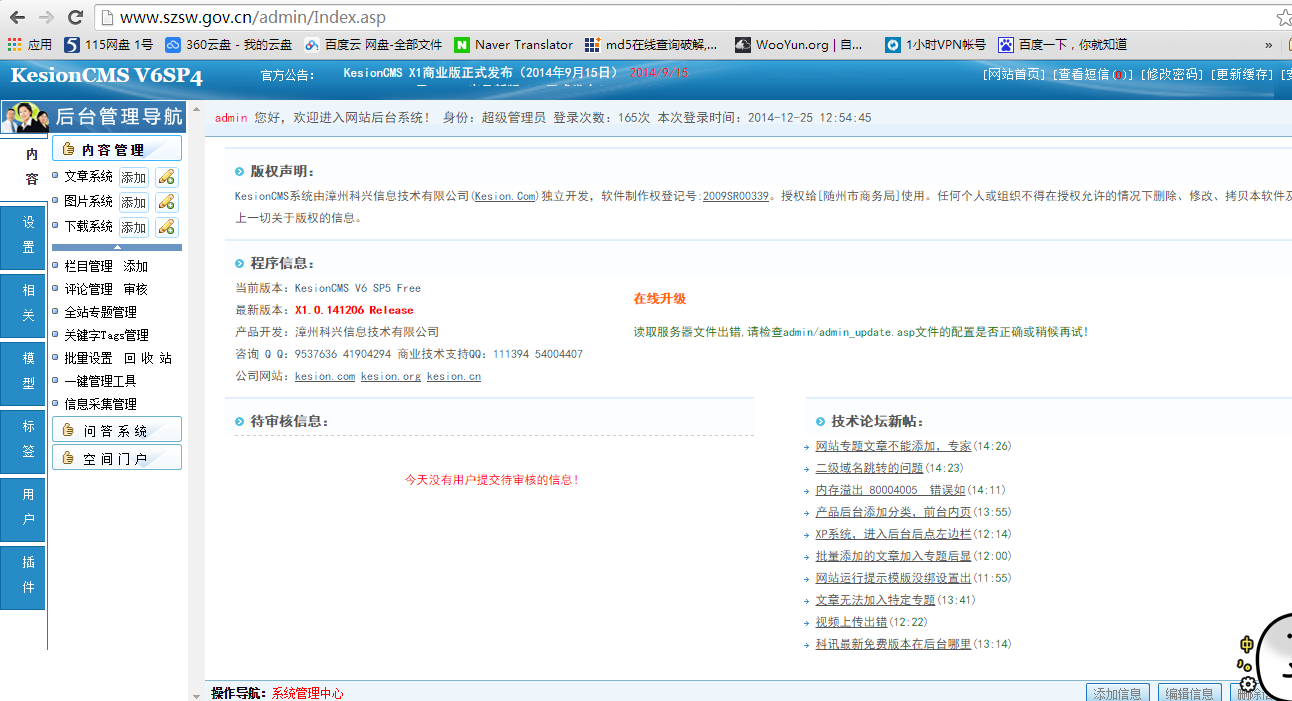 www.szsw.gov.cn/admin/Index.asp
应用 115网盘 1号 360云盘 - 我的云盘 百度云 网盘-全部文件 Naver Translator md5在线查询破解,... WooYun.org | 自... 1小时VPN帐号 百度一下，你就知道 »
KesionCMS V6SP4 官方公告： KesionCMS X1商业版正式发布（2014年9月15日） 2014/9/15 [网站首页] [查看短信(0)] [修改密码] [更新缓存]
后台管理导航
admin 您好，欢迎进入网站后台系统！ 身份：超级管理员 登录次数：165次 本次登录时间：2014-12-25 12:54:45
内容
设置
相关
模型
标签
用户
插件
内容管理
文章系统 添加
图片系统 添加
下载系统 添加
栏目管理 添加
评论管理 审核
全站专题管理
关键字Tags管理
批量设置 回 收 站
一键管理工具
信息采集管理
问答系统
空间门户
版权声明：
KesionCMS系统由漳州科兴信息技术有限公司(Kesion.Com)独立开发，软件制作权登记号:2009SR00339。授权给[随州市商务局]使用。任何个人或组织不得在授权允许的情况下删除、修改、拷贝本软件及
上一切关于版权的信息。
程序信息：
当前版本：KesionCMS V6 SP5 Free
最新版本：X1.0.141206 Release
产品开发：漳州科兴信息技术有限公司
咨询 Q Q：9537636 41904294 商业技术支持QQ：111394 54004407
公司网站：kesion.com kesion.org kesion.cn
在线升级
读取服务器文件出错,请检查admin/admin_update.asp文件的配置是否正确或稍候再试！
待审核信息：
今天没有用户提交待审核的信息！
技术论坛新帖：
网站专题文章不能添加，专家(14:26)
二级域名跳转的问题(14:23)
内存溢出 80004005  错误如(14:11)
产品后台添加分类，前台内页(13:55)
XP系统，进入后台后点左边栏(12:14)
批量添加的文章加入专题后显(12:00)
网站运行提示模版没绑设置出(11:55)
文章无法加入特定专题(13:41)
视频上传出错(12:22)
科讯最新免费版本在后台哪里(13:14)
中
操作导航：系统管理中心 添加信息 编辑信息